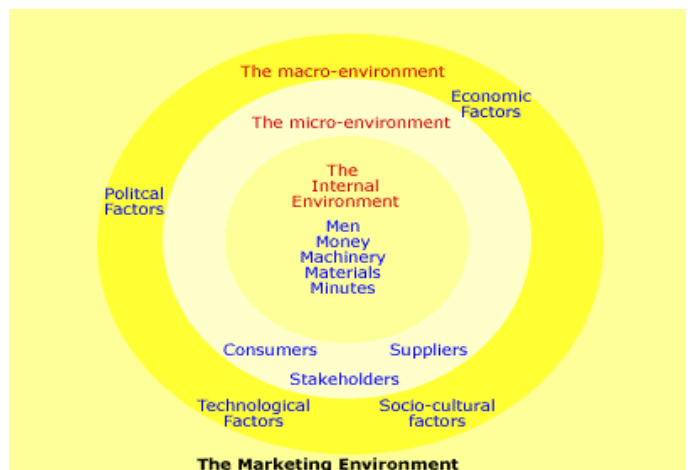 The macro-environment
Economic
Factors
The micro-environment
The
Internal
Environment
Politcal
Factors
Men
Money
Machinery
Materials
Minutes
Consumers
Suppliers
Stakeholders
Technological
Factors
Socio-cultural
factors
The Marketing Environment